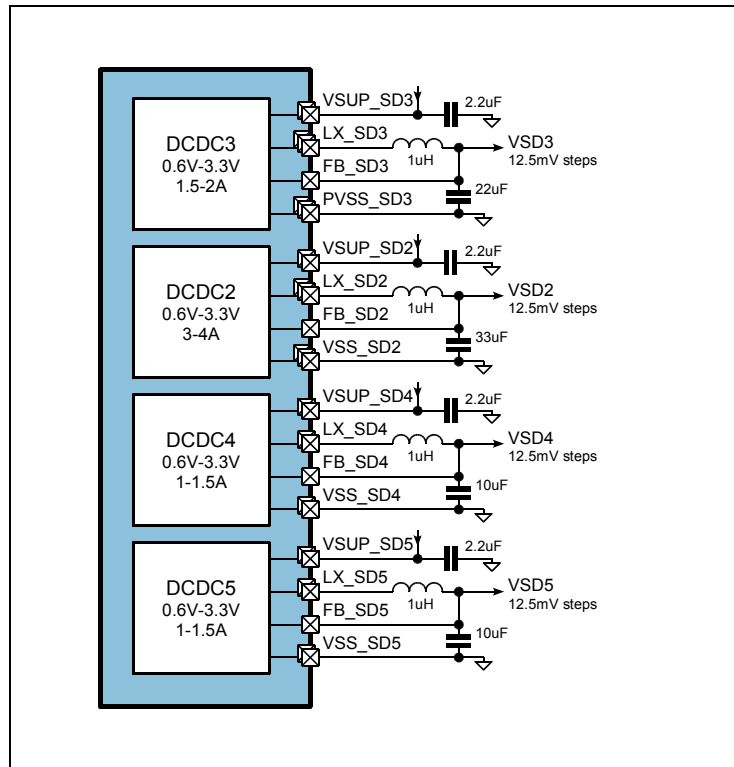 DCDC3
0.6V-3.3V
1.5-2A
VSUP_SD3
2.2uF
LX_SD3
1uH
VSD3
12.5mV steps
FB_SD3
22uF
PVSS_SD3
DCDC2
0.6V-3.3V
3-4A
VSUP_SD2
2.2uF
LX_SD2
1uH
VSD2
12.5mV steps
FB_SD2
33uF
VSS_SD2
DCDC4
0.6V-3.3V
1-1.5A
VSUP_SD4
2.2uF
LX_SD4
1uH
VSD4
12.5mV steps
FB_SD4
10uF
VSS_SD4
DCDC5
0.6V-3.3V
1-1.5A
VSUP_SD5
2.2uF
LX_SD5
1uH
VSD5
12.5mV steps
FB_SD5
10uF
VSS_SD5